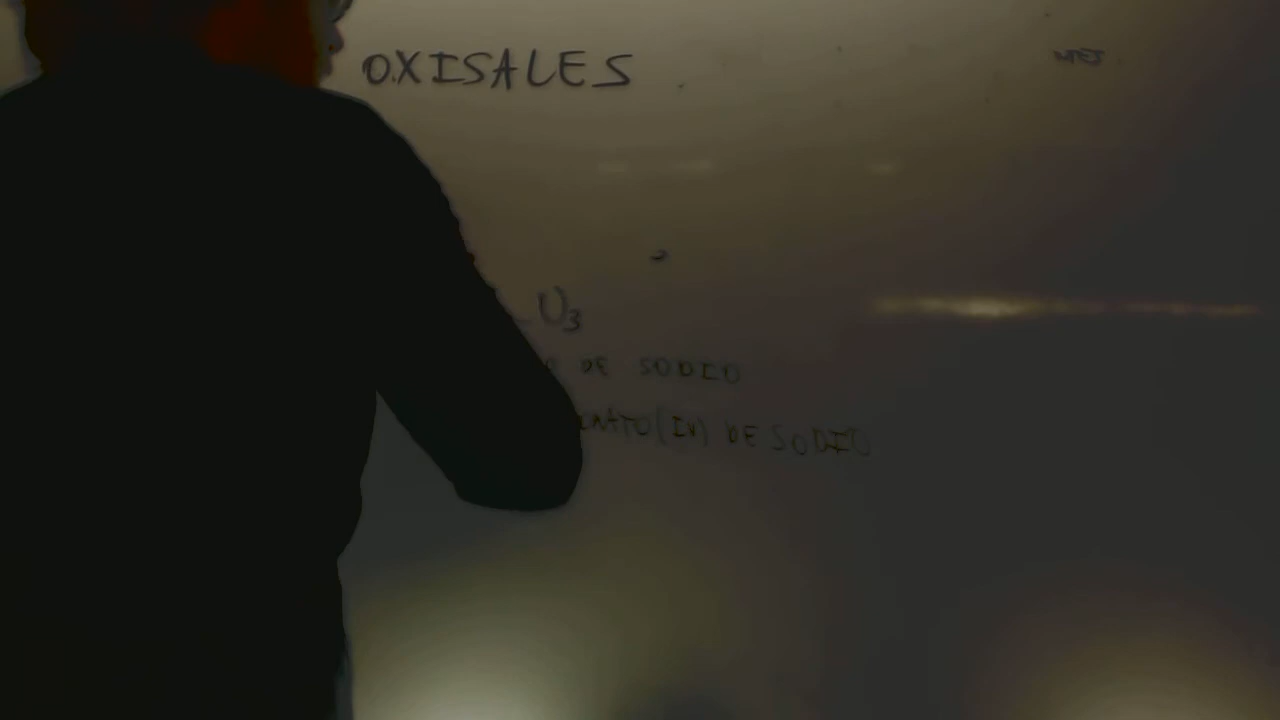 OXISALES
O₃
DE SODIO
NATO(IV) DE SODIO